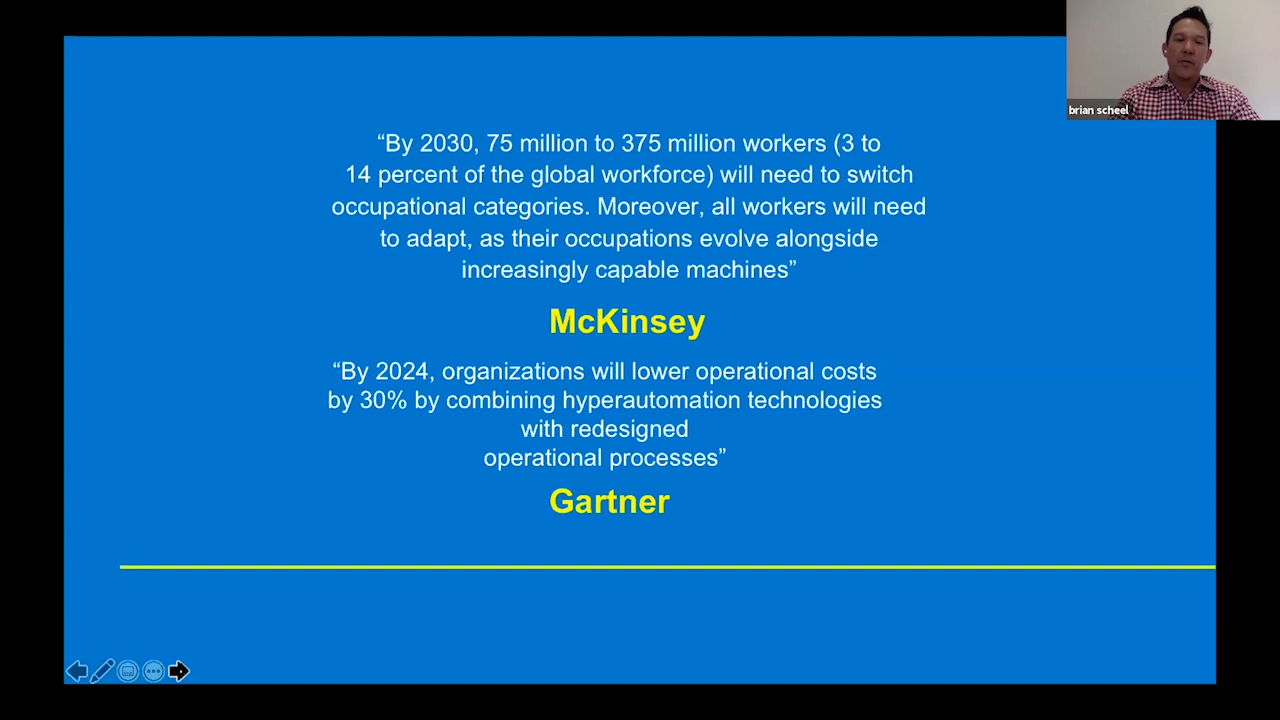 brian scheel
“By 2030, 75 million to 375 million workers (3 to
14 percent of the global workforce) will need to switch
occupational categories. Moreover, all workers will need
to adapt, as their occupations evolve alongside
increasingly capable machines”
McKinsey
“By 2024, organizations will lower operational costs
by 30% by combining hyperautomation technologies
with redesigned
operational processes”
Gartner